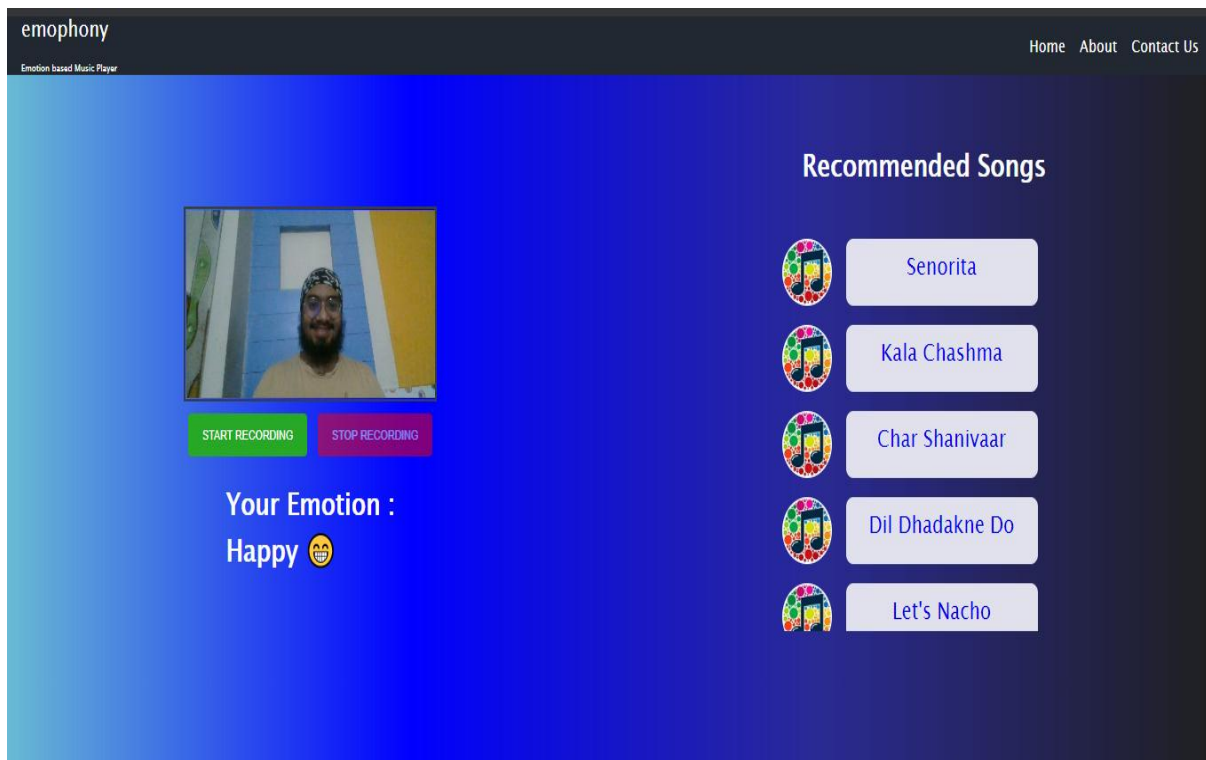 emophony
Emotion based Music Player
Home About Contact Us
START RECORDING STOP RECORDING
Your Emotion :
Happy 😁
Recommended Songs
Senorita
Kala Chashma
Char Shanivaar
Dil Dhadakne Do
Let's Nacho